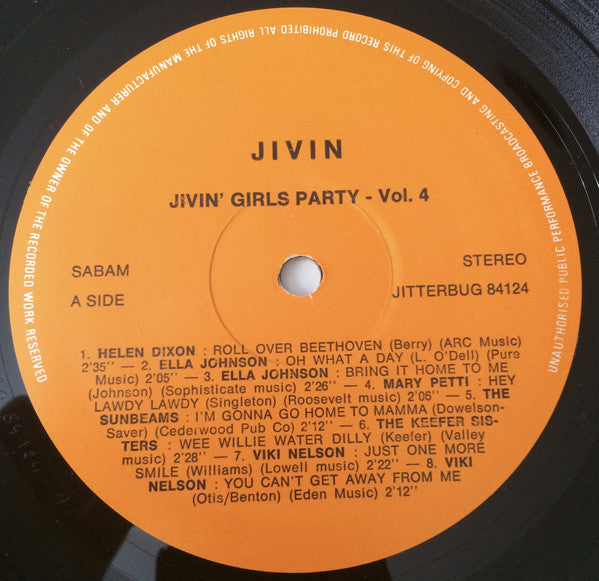 UNAUTHORISED PUBLIC PERFORMANCE BROADCASTING AND COPYING OF THIS RECORD PROHIBITED ALL RIGHTS OF THE MANUFACTURER AND OF THE OWNER OF THE RECORDED WORK RESERVED
JIVIN
JIVIN' GIRLS PARTY - Vol. 4
SABAM
STEREO
A SIDE
JITTERBUG 84124
1. HELEN DIXON : ROLL OVER BEETHOVEN (Berry) (ARC Music)
2'35'' — 2. ELLA JOHNSON : OH WHAT A DAY (L. O'Dell) (Pure
Music) 2'05'' — 3. ELLA JOHNSON : BRING IT HOME TO ME
(Johnson) (Sophisticate music) 2'26'' — 4. MARY PETTI : HEY
LAWDY LAWDY (Singleton) (Roosevelt music) 2'06'' — 5. THE
SUNBEAMS : I'M GONNA GO HOME TO MAMMA (Dowelson-
Saver) (Cederwood Pub Co) 2'12'' — 6. THE KEEFER SIS-
TERS : WEE WILLIE WATER DILLY (Keefer) (Valley
music) 2'28'' — 7. VIKI NELSON : JUST ONE MORE
SMILE (Williams) (Lowell music) 2'22'' — 8. VIKI
NELSON : YOU CAN'T GET AWAY FROM ME
(Otis/Benton) (Eden Music) 2'12''